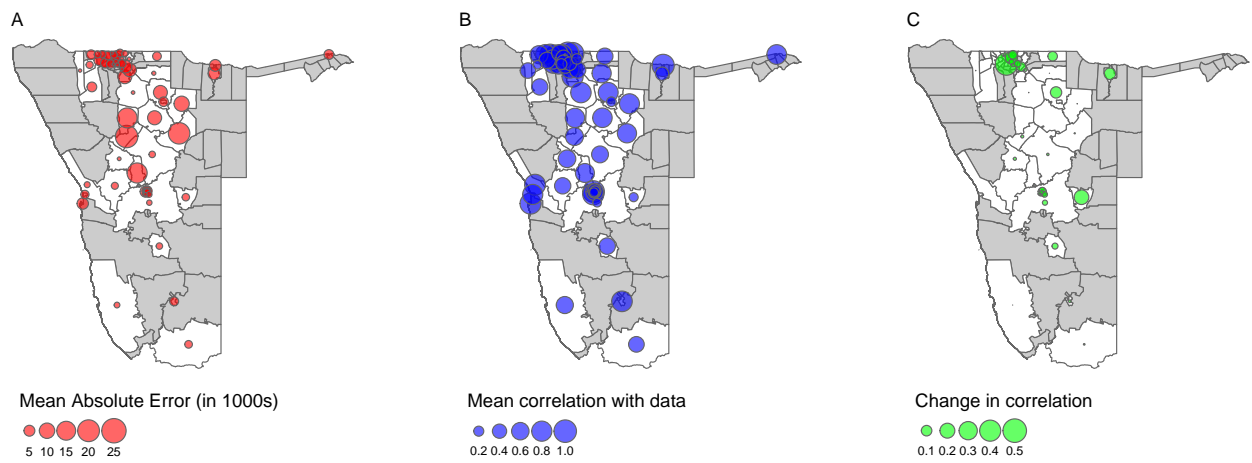 A
B
C
Mean Absolute Error (in 1000s)
5 10 15 20 25
Mean correlation with data
0.2 0.4 0.6 0.8 1.0
Change in correlation
0.1 0.2 0.3 0.4 0.5